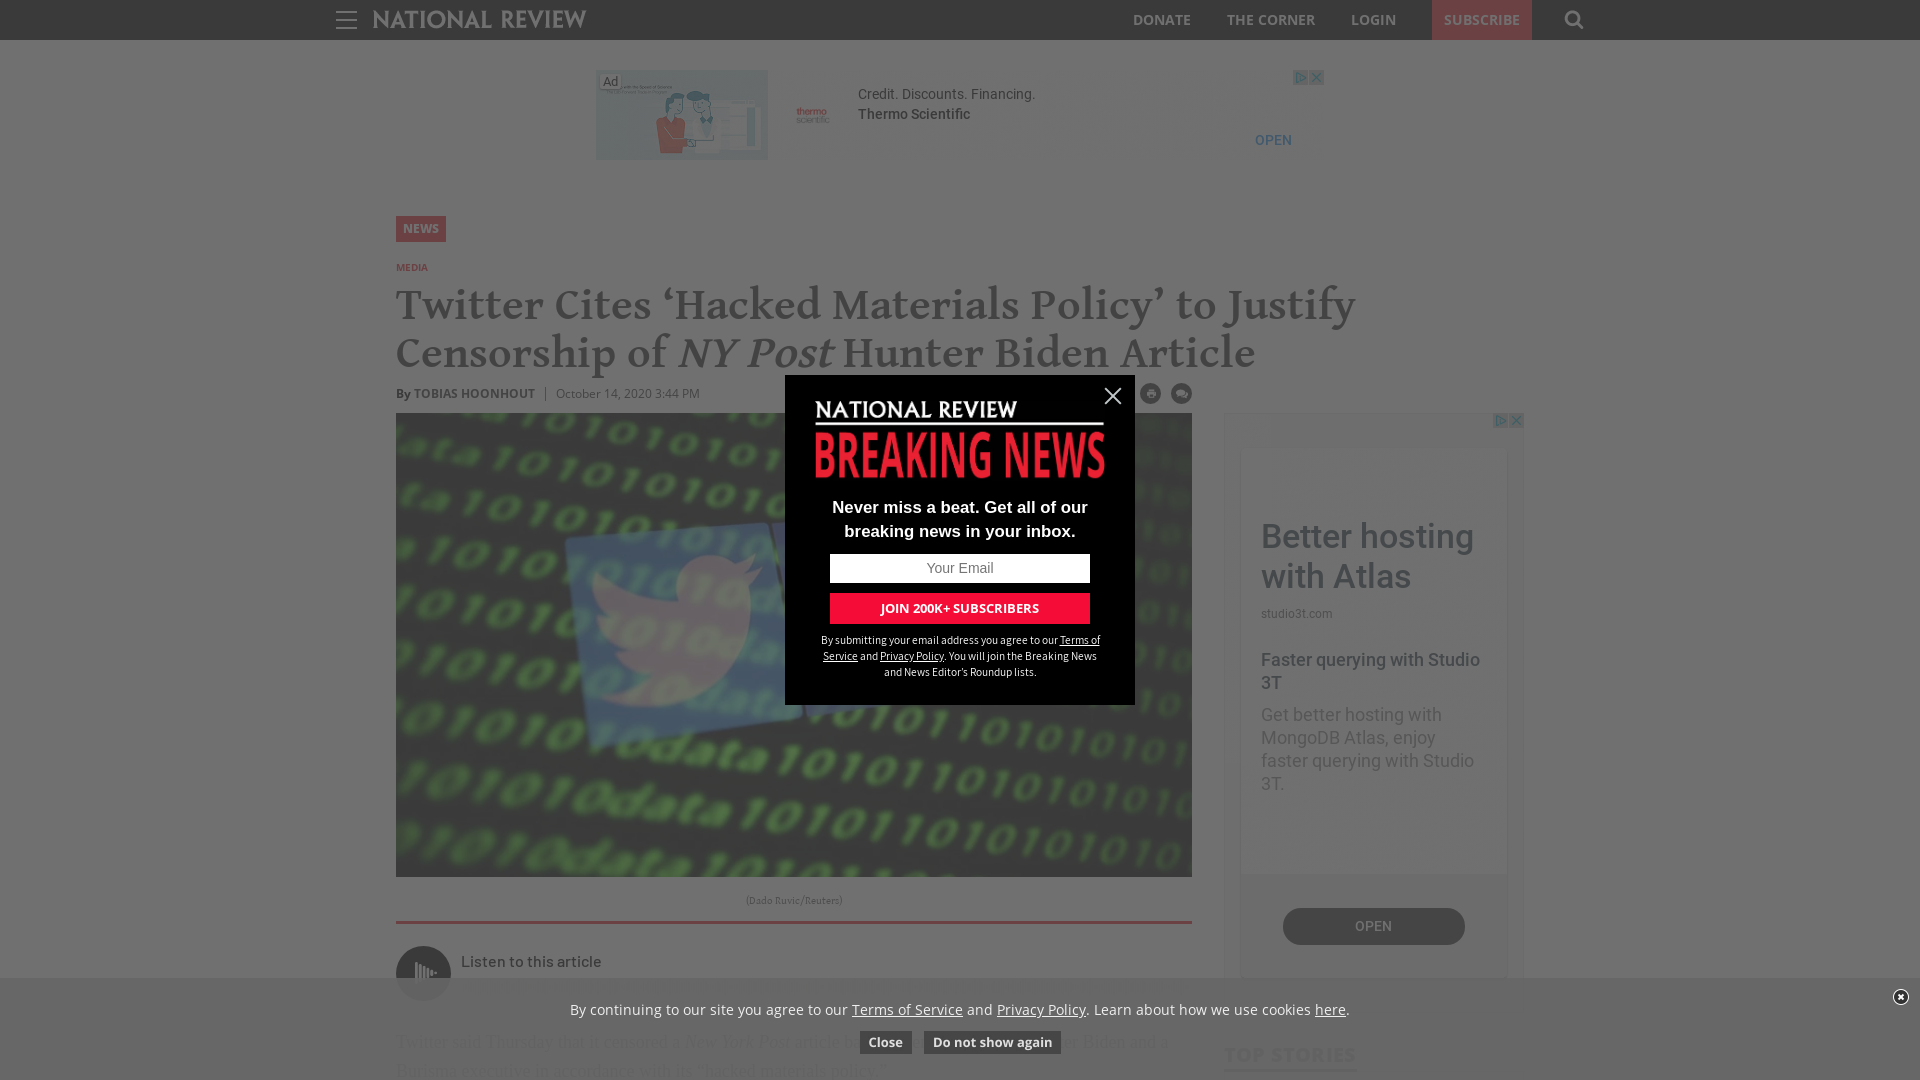 NATIONAL REVIEW
DONATE
THE CORNER
LOGIN
SUBSCRIBE
Ad
thermo
scientific
Credit. Discounts. Financing.
Thermo Scientific
OPEN
NEWS
MEDIA
Twitter Cites ‘Hacked Materials Policy’ to Justify
Censorship of NY Post Hunter Biden Article
By TOBIAS HOONHOUT
October 14, 2020 3:44 PM
NATIONAL REVIEW
BREAKING NEWS
Never miss a beat. Get all of our
breaking news in your inbox.
Your Email
JOIN 200K+ SUBSCRIBERS
By submitting your email address you agree to our Terms of
Service and Privacy Policy. You will join the Breaking News
and News Editor's Roundup lists.
Better hosting
with Atlas
studio3t.com
Faster querying with Studio
3T
Get better hosting with
MongoDB Atlas, enjoy
faster querying with Studio
3T.
OPEN
(Dado Ruvic/Reuters)
Listen to this article
By continuing to our site you agree to our Terms of Service and Privacy Policy. Learn about how we use cookies here.
Close
Do not show again
TOP STORIES